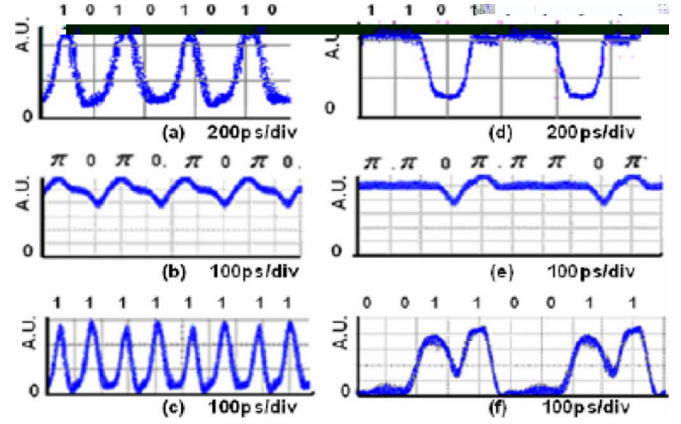 1 0 1 0 1 0 1 0
A.U.
0
(a) 200ps/div
1 1 0 1
A.U.
0
(d) 200ps/div
π 0 π 0. π 0 π 0.
A.U.
0
(b) 100ps/div
π . π 0 π . π π 0 π
A.U.
0
(e) 100ps/div
1 1 1 1 1 1 1 1
A.U.
0
(c) 100ps/div
0 0 1 1 0 0 1 1
A.U.
0
(f) 100ps/div